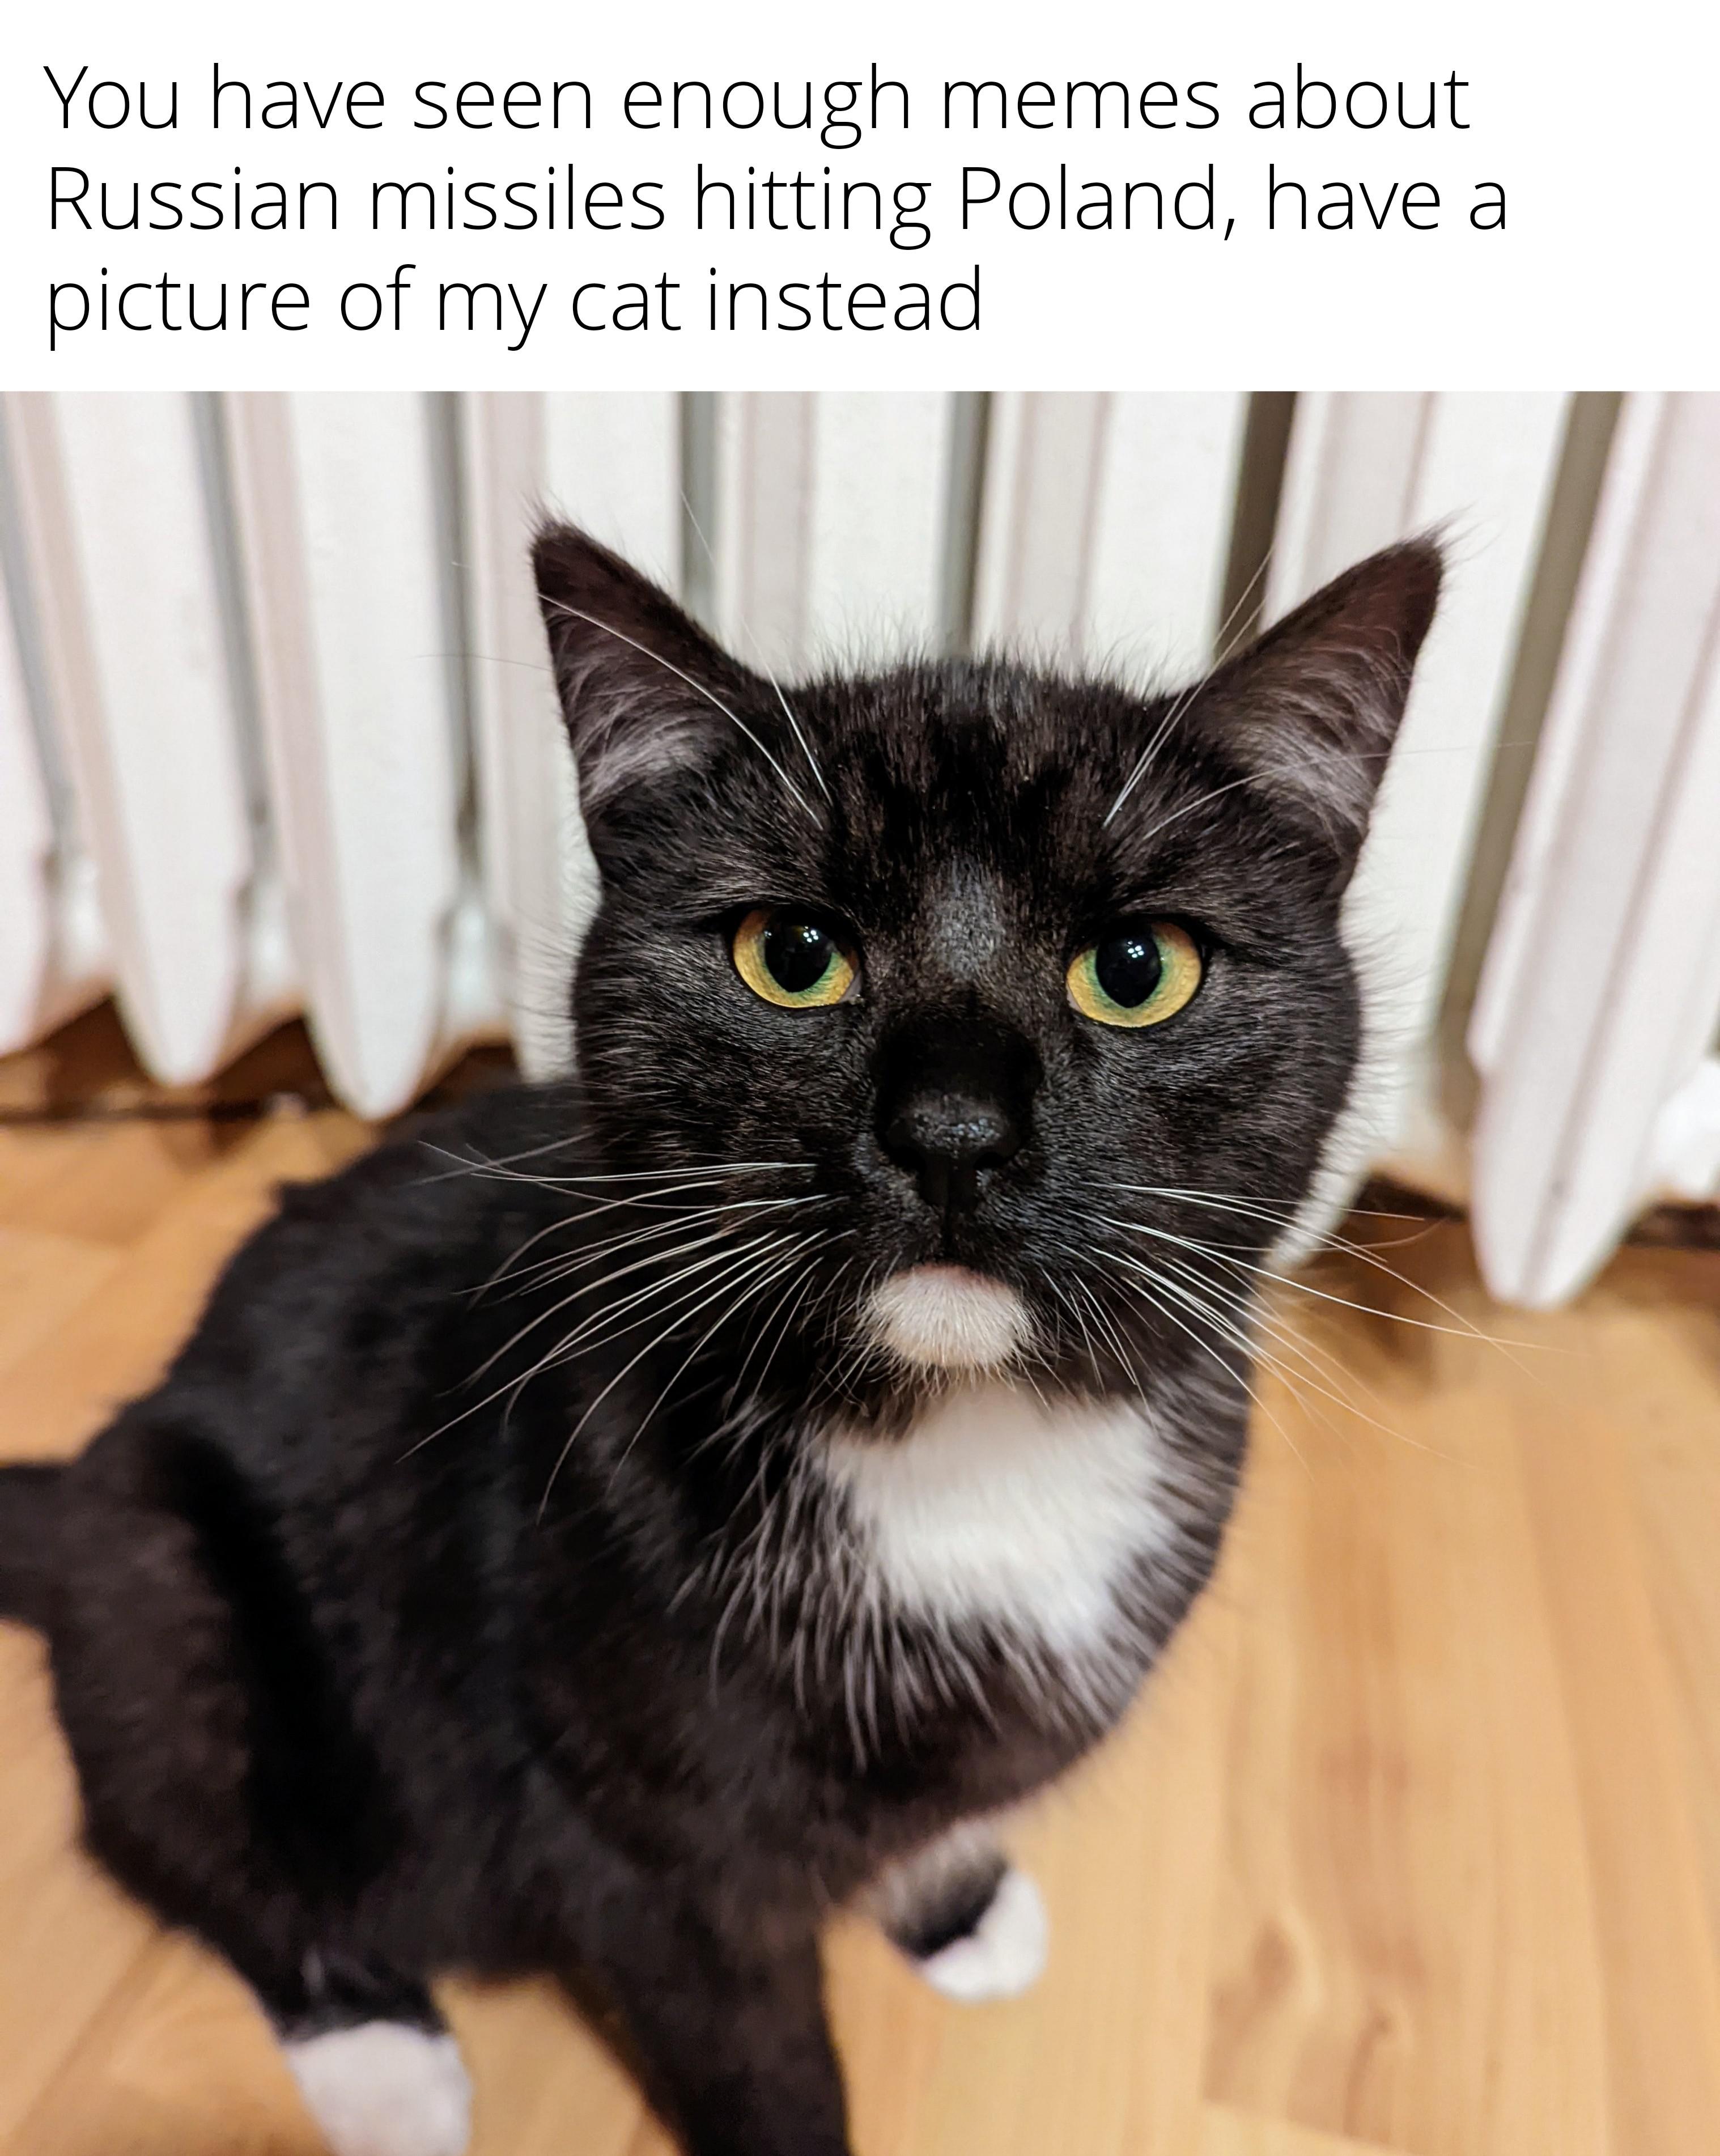 You have seen enough memes about
Russian missiles hitting Poland, have a
picture of my cat instead